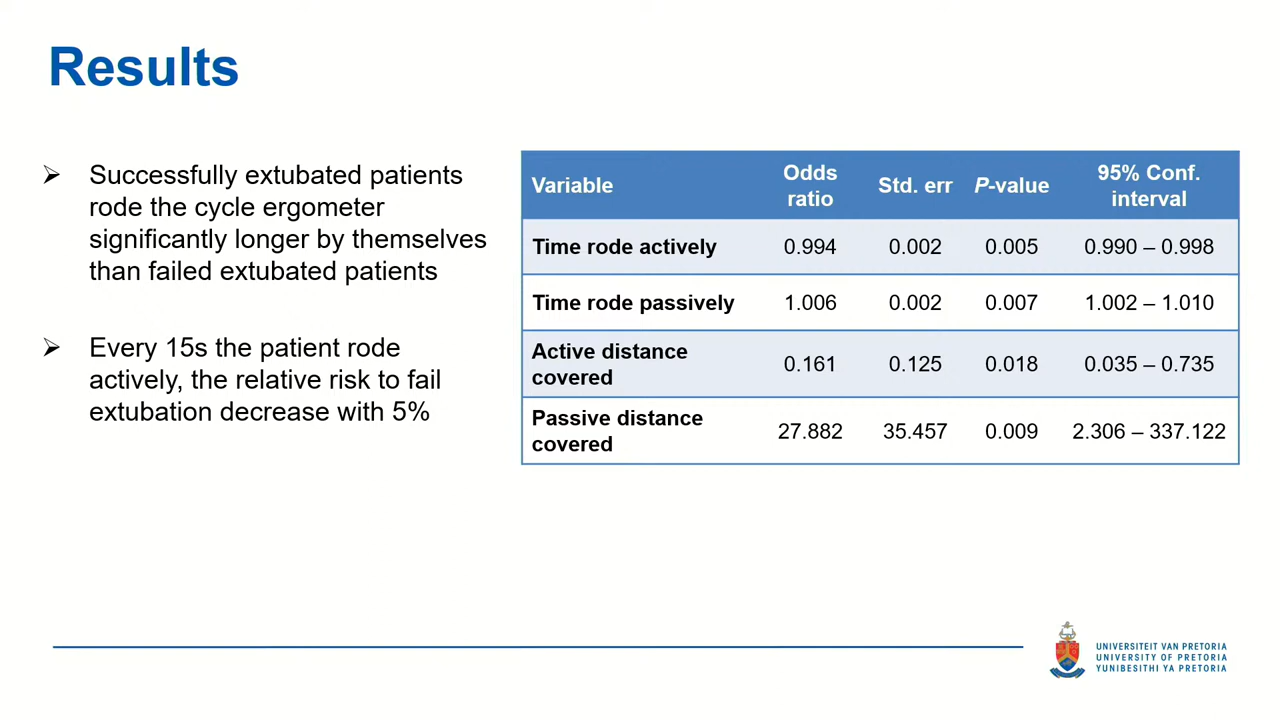 Results
➢ Successfully extubated patients
rode the cycle ergometer
significantly longer by themselves
than failed extubated patients
➢ Every 15s the patient rode
actively, the relative risk to fail
extubation decrease with 5%
Variable Odds ratio Std. err P-value 95% Conf. interval
Time rode actively 0.994 0.002 0.005 0.990 – 0.998
Time rode passively 1.006 0.002 0.007 1.002 – 1.010
Active distance covered 0.161 0.125 0.018 0.035 – 0.735
Passive distance covered 27.882 35.457 0.009 2.306 – 337.122
UNIVERSITEIT VAN PRETORIA
UNIVERSITY OF PRETORIA
YUNIBESITHI YA PRETORIA